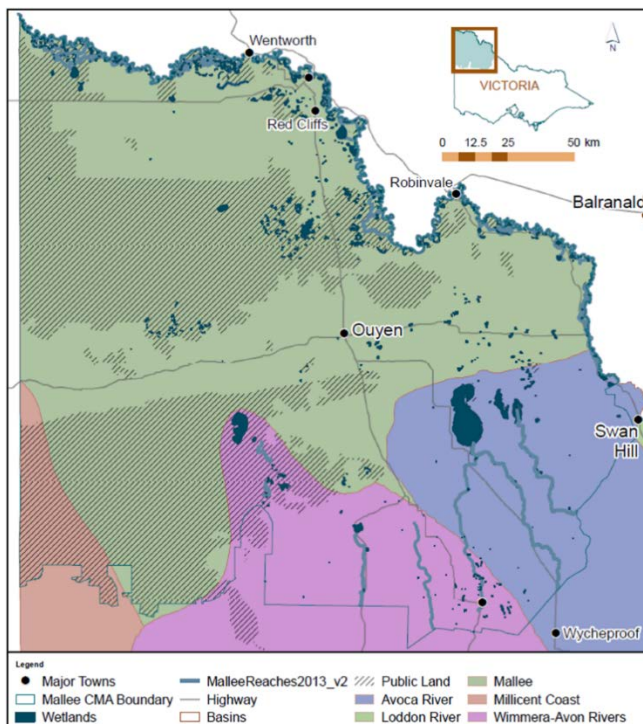 Wentworth
N
VICTORIA
Red Cliffs
0 12.5 25 50 km
Robinvale
Balranald
Ouyen
Swan
Hill
Wycheproof
Legend
Major Towns
MalleeReaches2013_v2
Public Land
Mallee
Mallee CMA Boundary
Highway
Avoca River
Millicent Coast
Wetlands
Basins
Loddon River
Wimmera-Avon Rivers